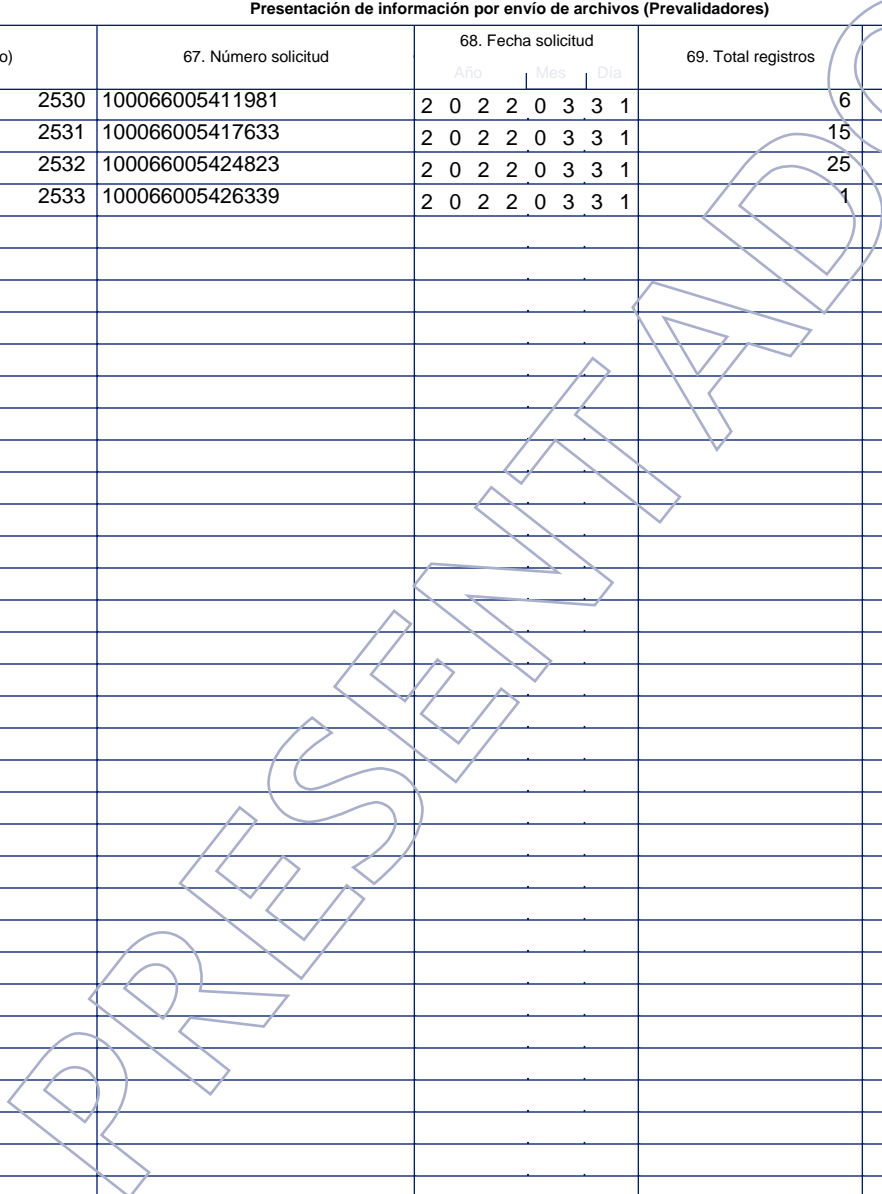 Presentación de información por envío de archivos (Prevalidadores)
o) 67. Número solicitud 68. Fecha solicitud 69. Total registros
Año Mes Día
2530 100066005411981 2 0 2 2 0 3 3 1 6
2531 100066005417633 2 0 2 2 0 3 3 1 15
2532 100066005424823 2 0 2 2 0 3 3 1 25
2533 100066005426339 2 0 2 2 0 3 3 1 1
PRESENTADO